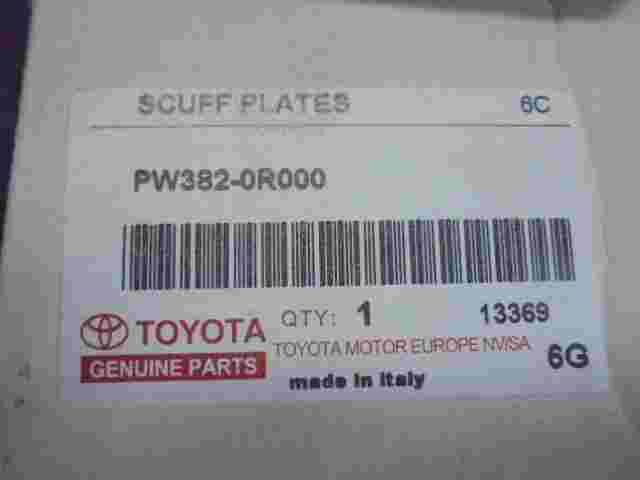 SCUFF PLATES 6C
PW382-0R000
TOYOTA QTY: 1 13369
GENUINE PARTS TOYOTA MOTOR EUROPE NV/SA 6G
made in Italy